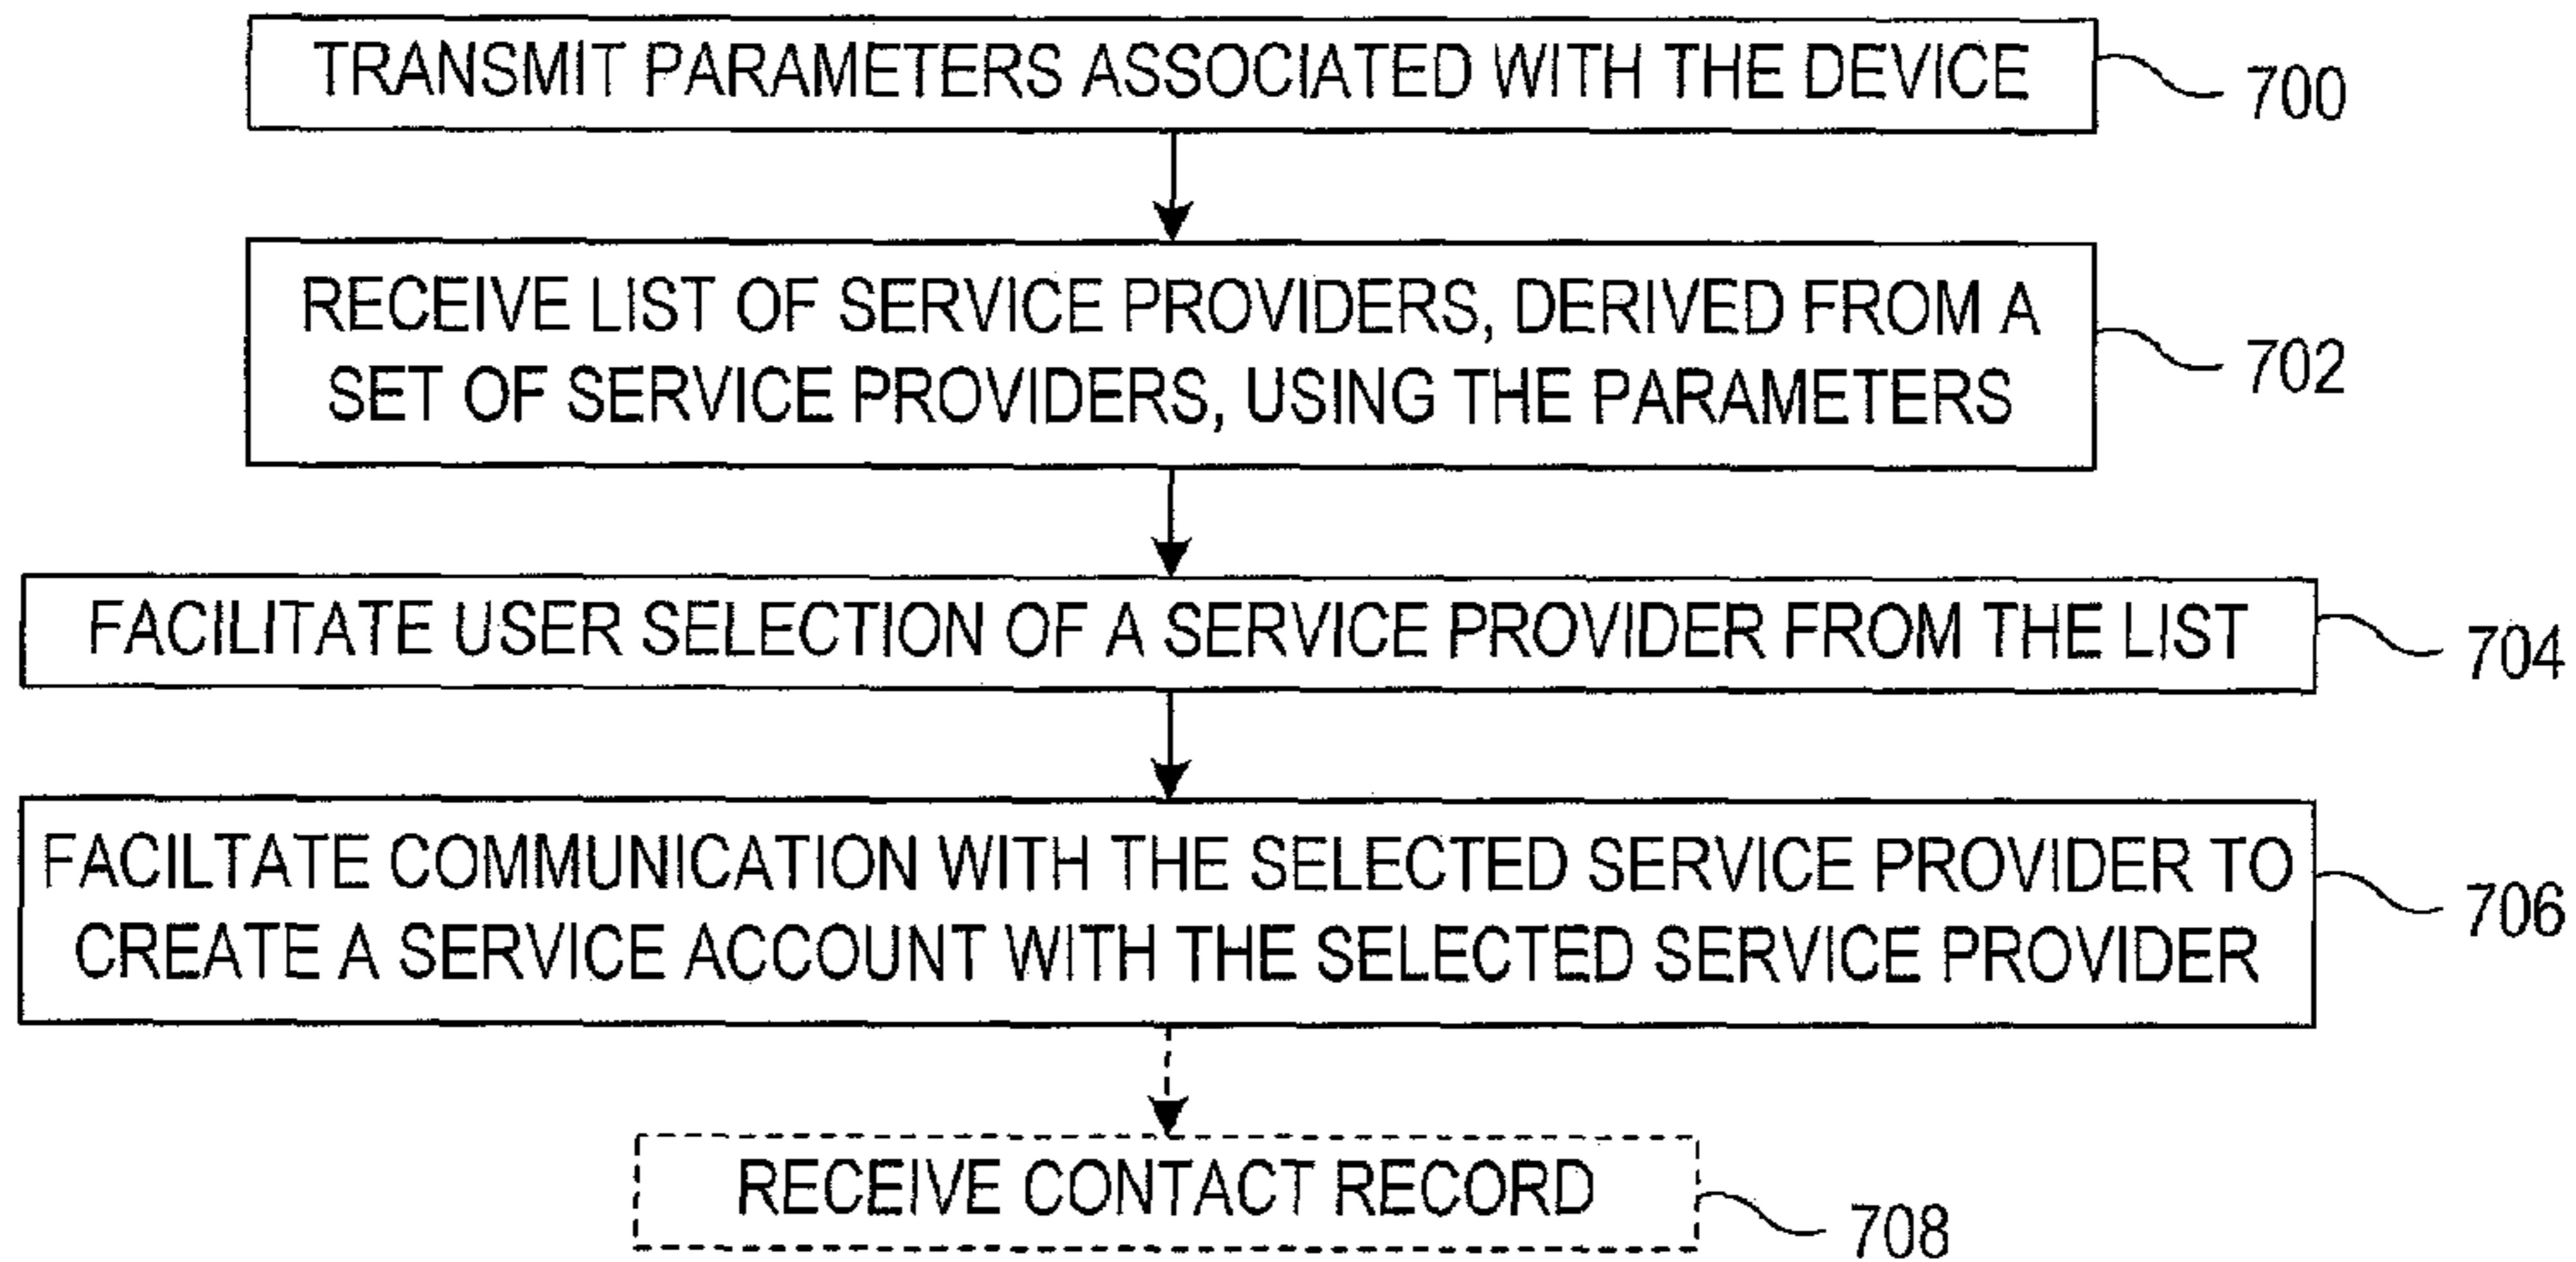 TRANSMIT PARAMETERS ASSOCIATED WITH THE DEVICE
700
RECEIVE LIST OF SERVICE PROVIDERS, DERIVED FROM A
SET OF SERVICE PROVIDERS, USING THE PARAMETERS
702
FACILITATE USER SELECTION OF A SERVICE PROVIDER FROM THE LIST
704
FACILTATE COMMUNICATION WITH THE SELECTED SERVICE PROVIDER TO
CREATE A SERVICE ACCOUNT WITH THE SELECTED SERVICE PROVIDER
706
RECEIVE CONTACT RECORD
708